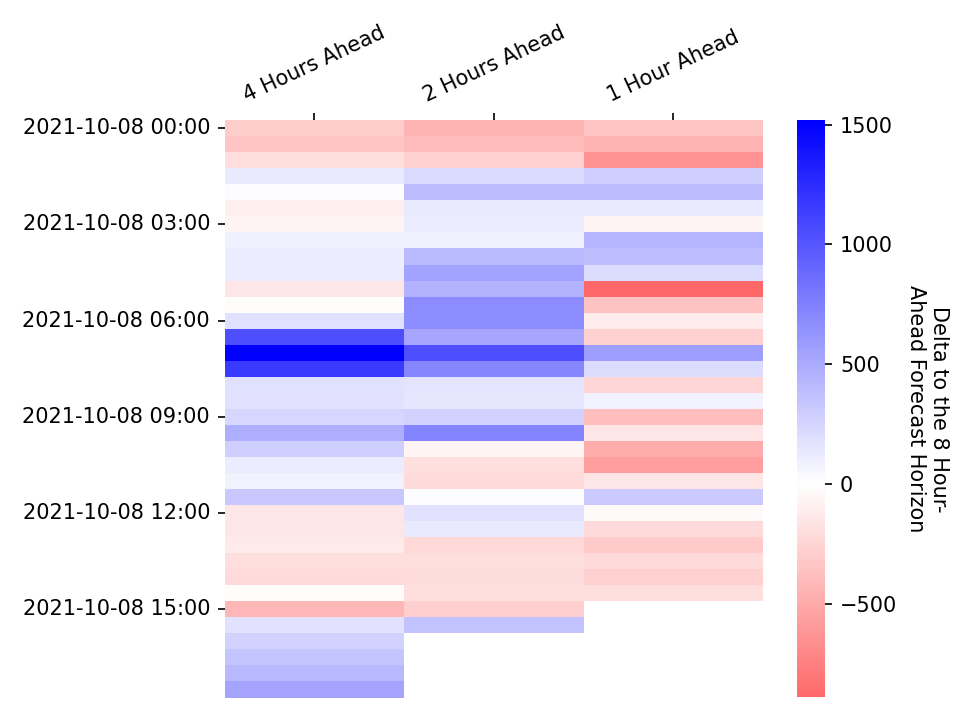 4 Hours Ahead
2 Hours Ahead
1 Hour Ahead
2021-10-08 00:00
2021-10-08 03:00
2021-10-08 06:00
2021-10-08 09:00
2021-10-08 12:00
2021-10-08 15:00
1500
1000
500
0
−500
Delta to the 8 Hour-
Ahead Forecast Horizon